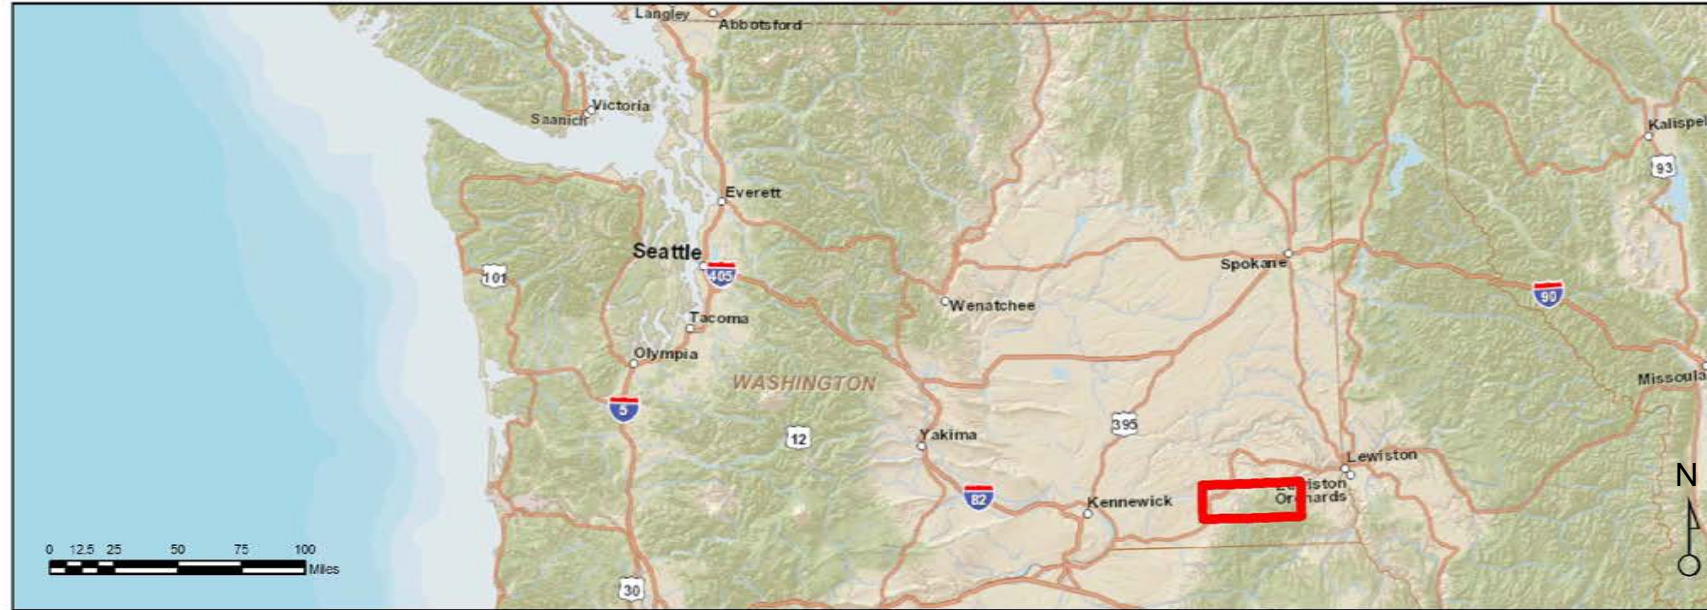 Langley
Abbotsford
Victoria
Saanich
Kalispel
93
Everett
Seattle
405
101
Spokane
90
Wenatchee
Tacoma
Olympia
WASHINGTON
Missoula
5
12
395
Yakima
Lewiston
82
Kennewick
Lewiston
Orchards
N
0 12.5 25 50 75 100
Miles
30